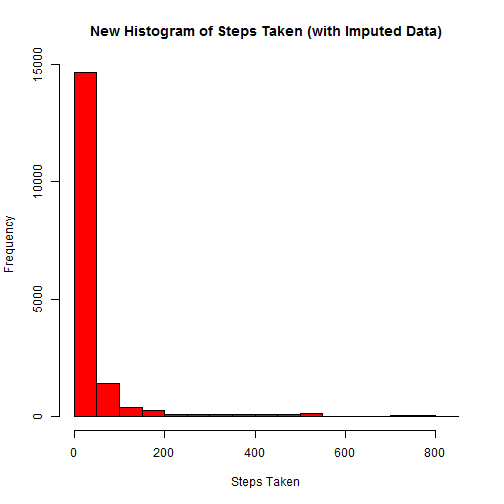 New Histogram of Steps Taken (with Imputed Data)
Frequency
15000
10000
5000
0
0 200 400 600 800
Steps Taken